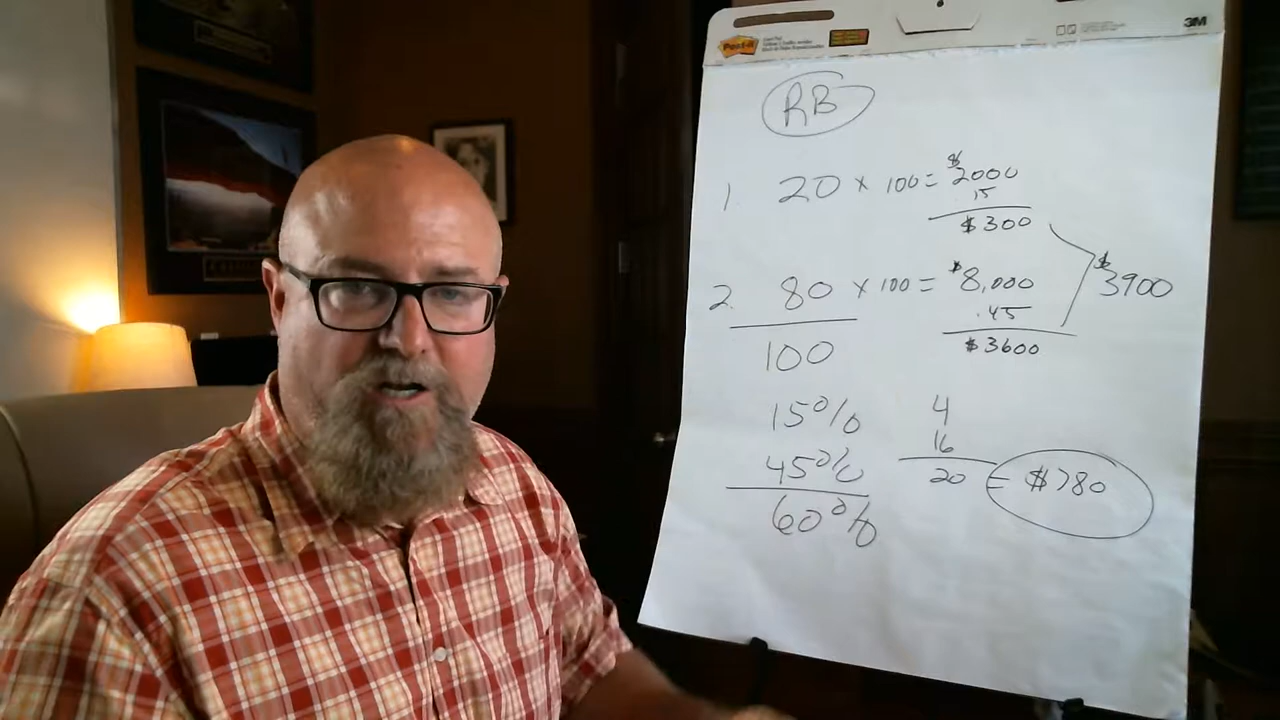 Post-it
3M
RB
1. 20 x 100 = $2000
.15
$300
$3900
2. 80 x 100 = $8,000
.45
100
$3600
15% 4
45% 16
60% 20 = $780